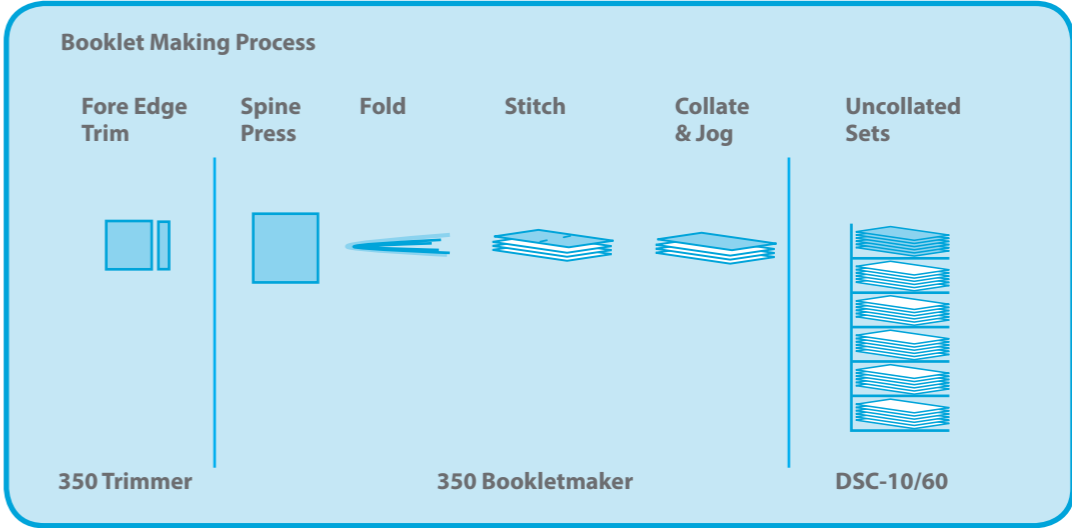 Booklet Making Process
Fore Edge
Trim
Spine
Press
Fold
Stitch
Collate
& Jog
Uncollated
Sets
350 Trimmer
350 Bookletmaker
DSC-10/60